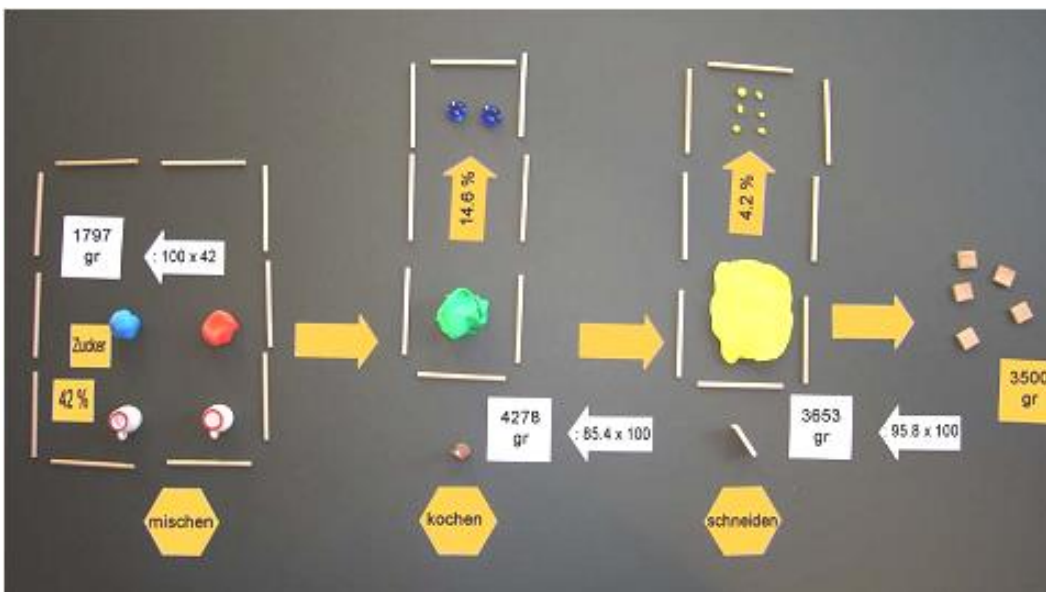 1797
gr
: 100 x 42
Zucker
42 %
mischen
14.6 %
4278
gr
: 85.4 x 100
kochen
4.2 %
3653
gr
: 95.8 x 100
schneiden
3500
gr